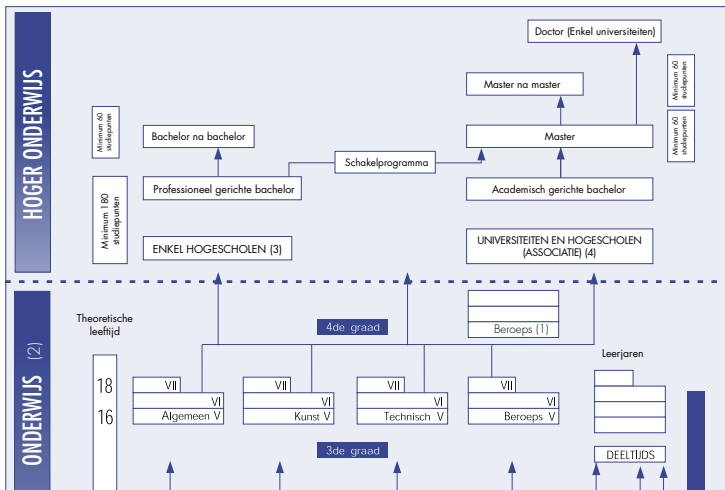 HOGER ONDERWIJS
Doctor (Enkel universiteiten)
Minimum 60
studiepunten
Master na master
Minimum 60
studiepunten
Bachelor na bachelor
Schakelprogramma
Master
Minimum 60
studiepunten
Minimum 180
studiepunten
Professioneel gerichte bachelor
Academisch gerichte bachelor
ENKEL HOGESCHOLEN (3)
UNIVERSITEITEN EN HOGESCHOLEN
(ASSOCIATIE) (4)
ONDERWIJS (2)
Theoretische
leeftijd
4de graad
Beroeps (1)
Leerjaren
18
VII
VII
VII
VII
VI
VI
VI
VI
16
Algemeen V
Kunst V
Technisch V
Beroeps V
3de graad
DEELTIJDS